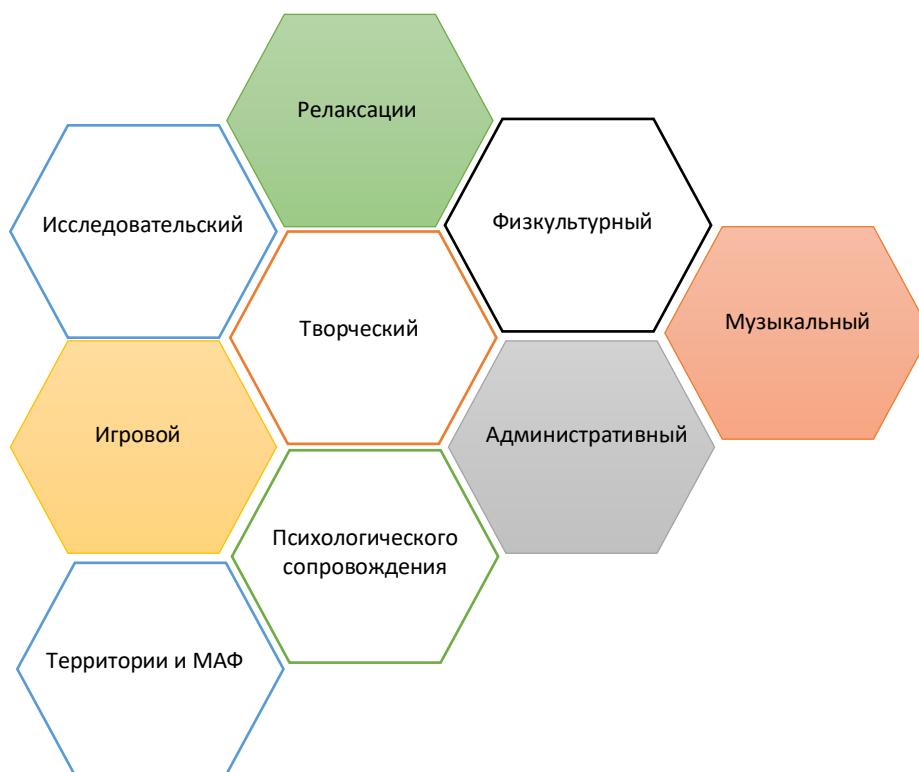 Релаксации
Исследовательский
Физкультурный
Музыкальный
Творческий
Игровой
Административный
Психологического
сопровождения
Территории и МАФ